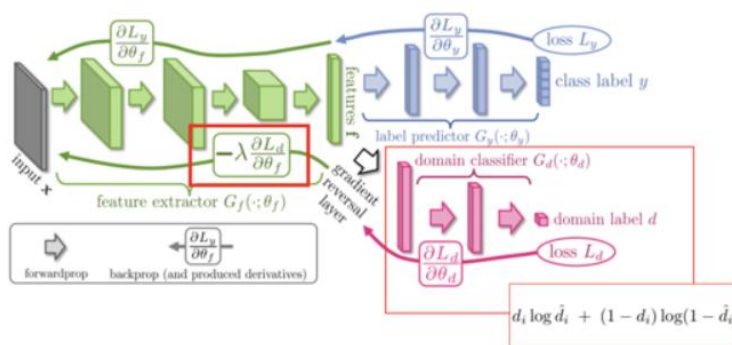 ∂L_y/∂θ_f
∂L_y/∂θ_y
loss L_y
input x
features f
class label y
label predictor G_y(·;θ_y)
−λ ∂L_d/∂θ_f
feature extractor G_f(·;θ_f)
gradient
reversal
layer
domain classifier G_d(·;θ_d)
domain label d
∂L_d/∂θ_d
loss L_d
∂L_y/∂θ_f
forwardprop backprop (and produced derivatives)
d_i log d̂_i + (1 − d_i) log(1 − d̂_i